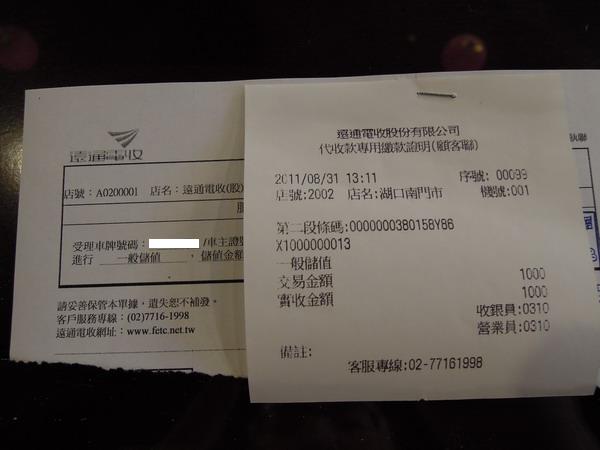 遠通電收
店號：A0200001 店名：遠通電收(股)
受理車牌號碼： /車主證
進行 一般儲值 ，儲值金額
請妥善保管本單據，遺失恕不補發。
客戶服務專線：(02)7716-1998
遠通電收網址：www.fetc.net.tw
遠通電收股份有限公司
代收款專用繳款證明(顧客聯)
2011/08/31 13:11 序號: 00099
店號:2002 店名:湖口南門市 機號:001
第二段條碼:0000000380158Y86
X1000000013
一般儲值
交易金額 1000
實收金額 1000
收銀員:0310
營業員:0310
備註:
客服專線:02-77161998